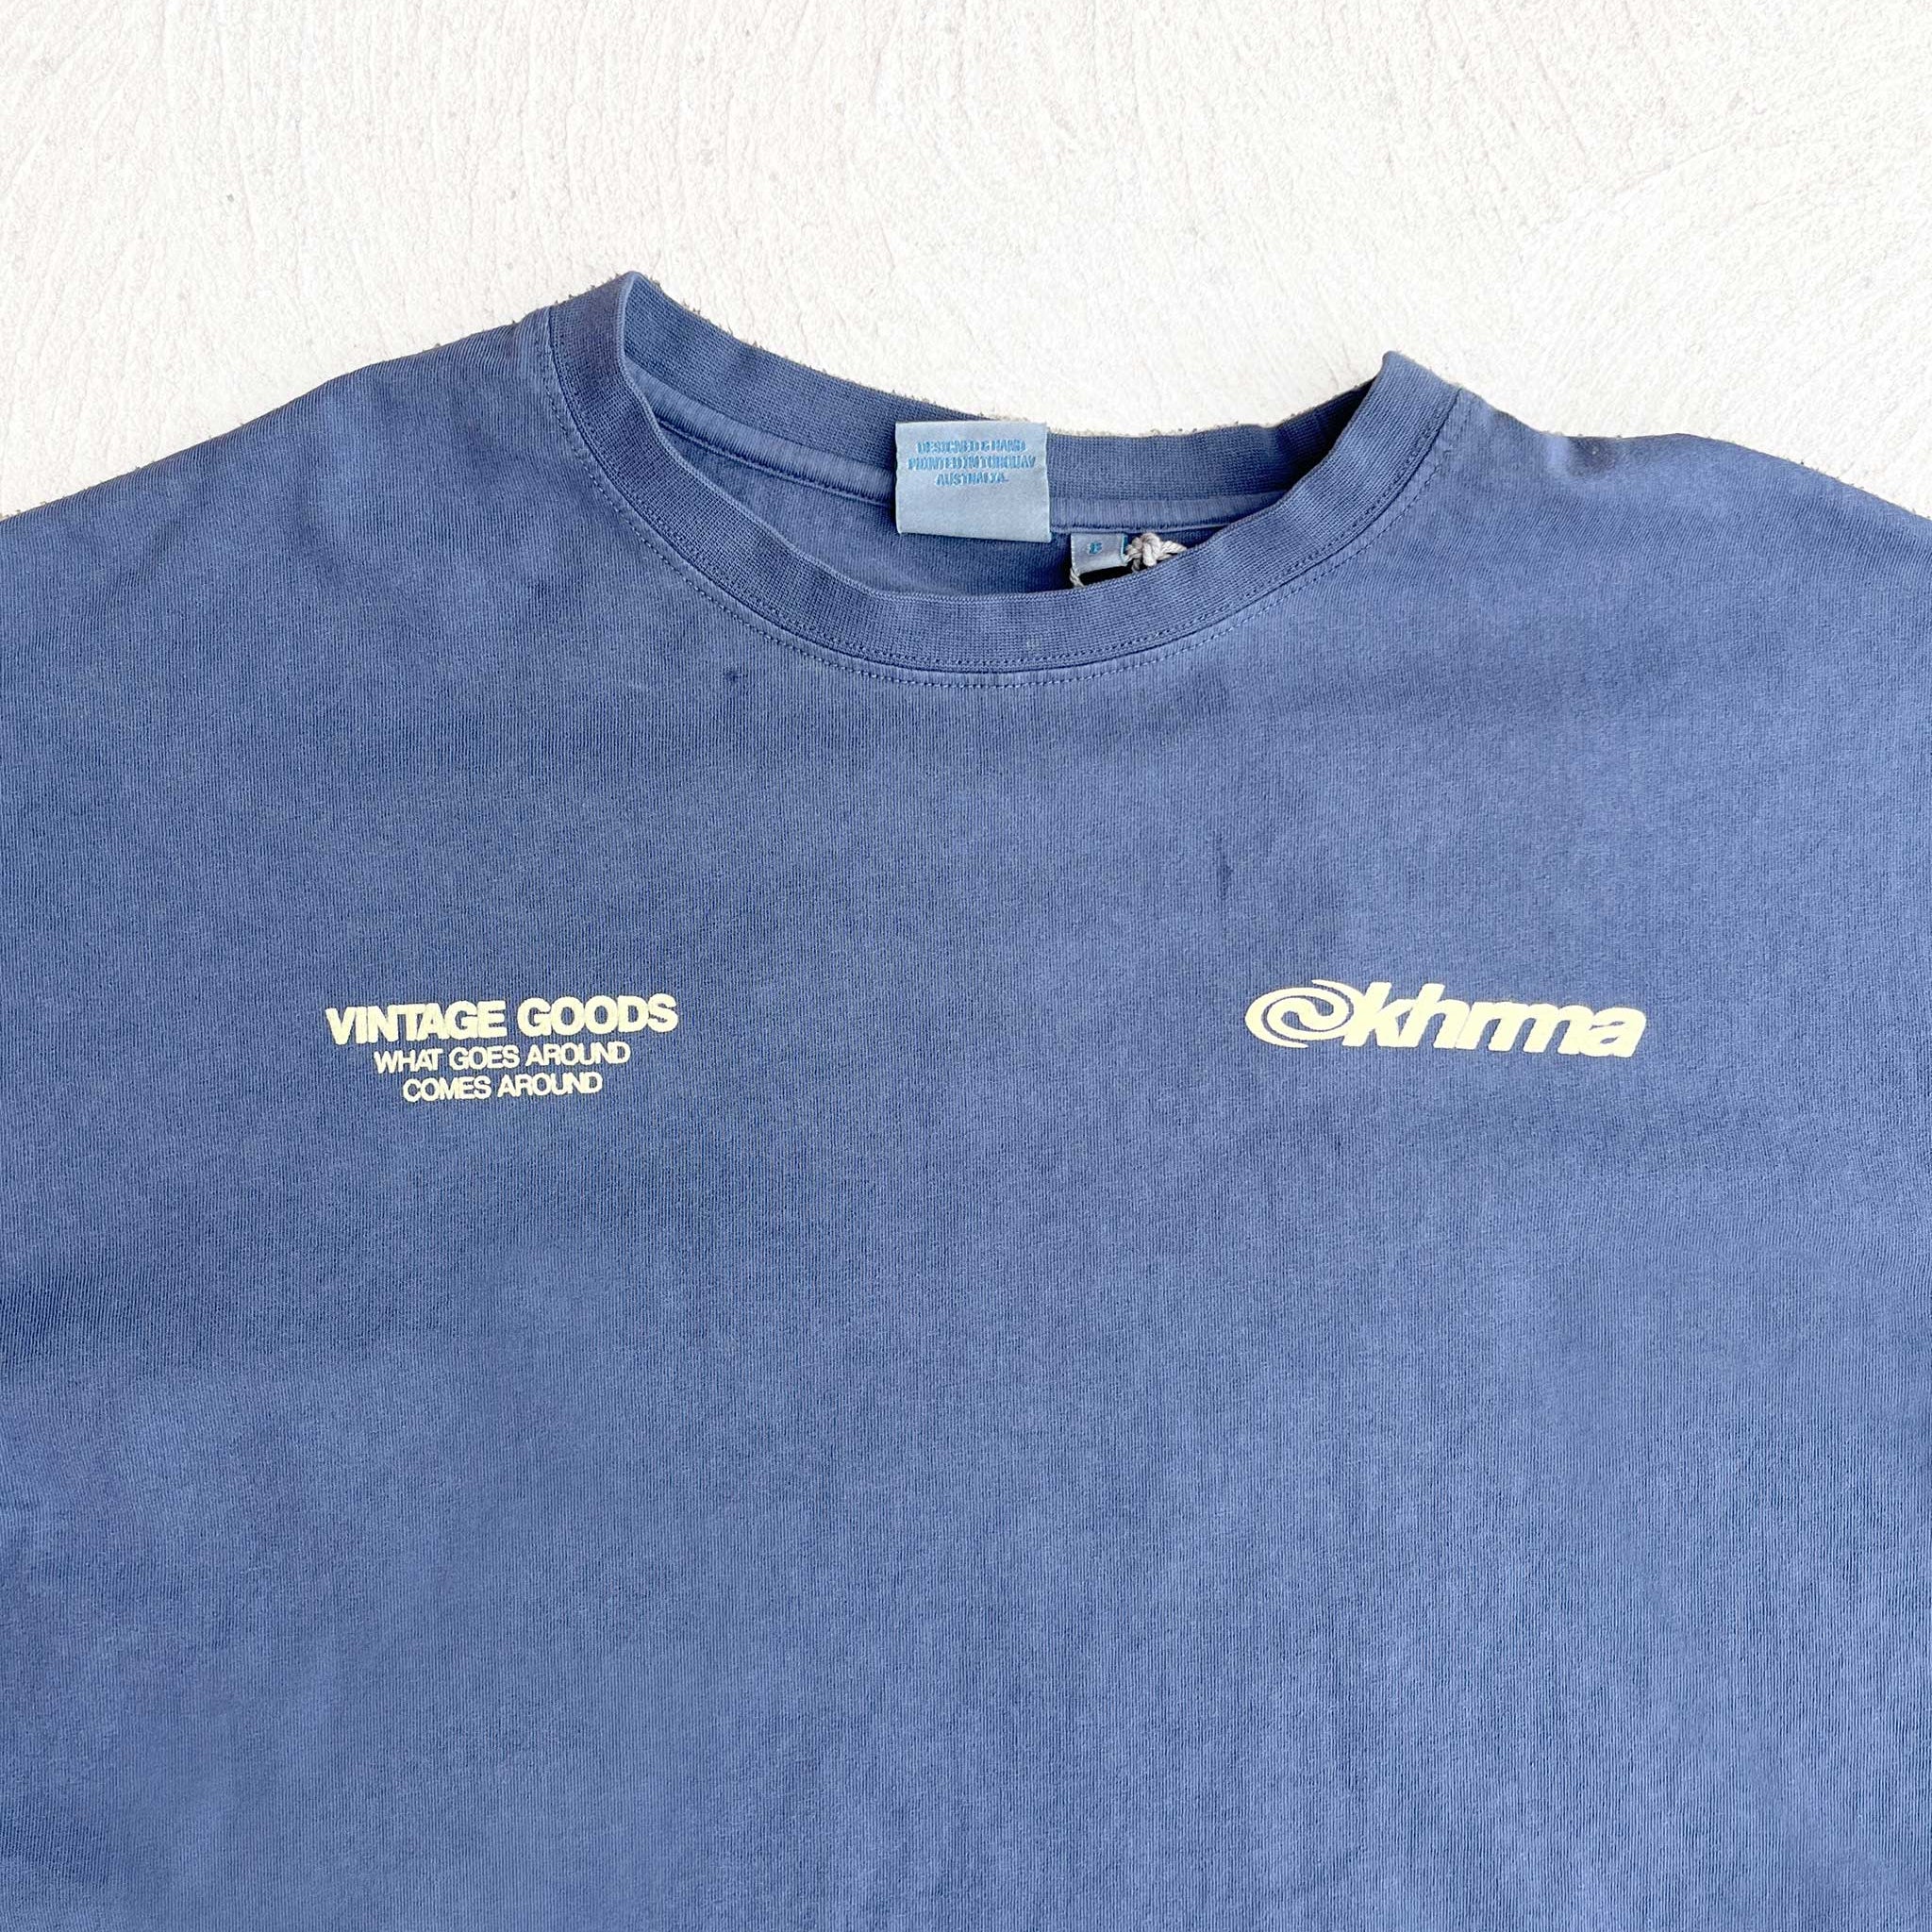 DESIGNED & HAND
PRINTED IN TORQUAY
AUSTRALIA.
VINTAGE GOODS
WHAT GOES AROUND
COMES AROUND
khrma